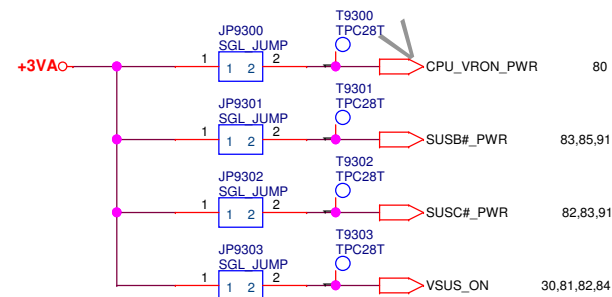 JP9300
SGL_JUMP
T9300
TPC28T
+3VA
1
1 2
2
CPU_VRON_PWR 80
JP9301
SGL_JUMP
T9301
TPC28T
1
1 2
2
SUSB#_PWR 83,85,91
JP9302
SGL_JUMP
T9302
TPC28T
1
1 2
2
SUSC#_PWR 82,83,91
JP9303
SGL_JUMP
T9303
TPC28T
1
1 2
2
VSUS_ON 30,81,82,84